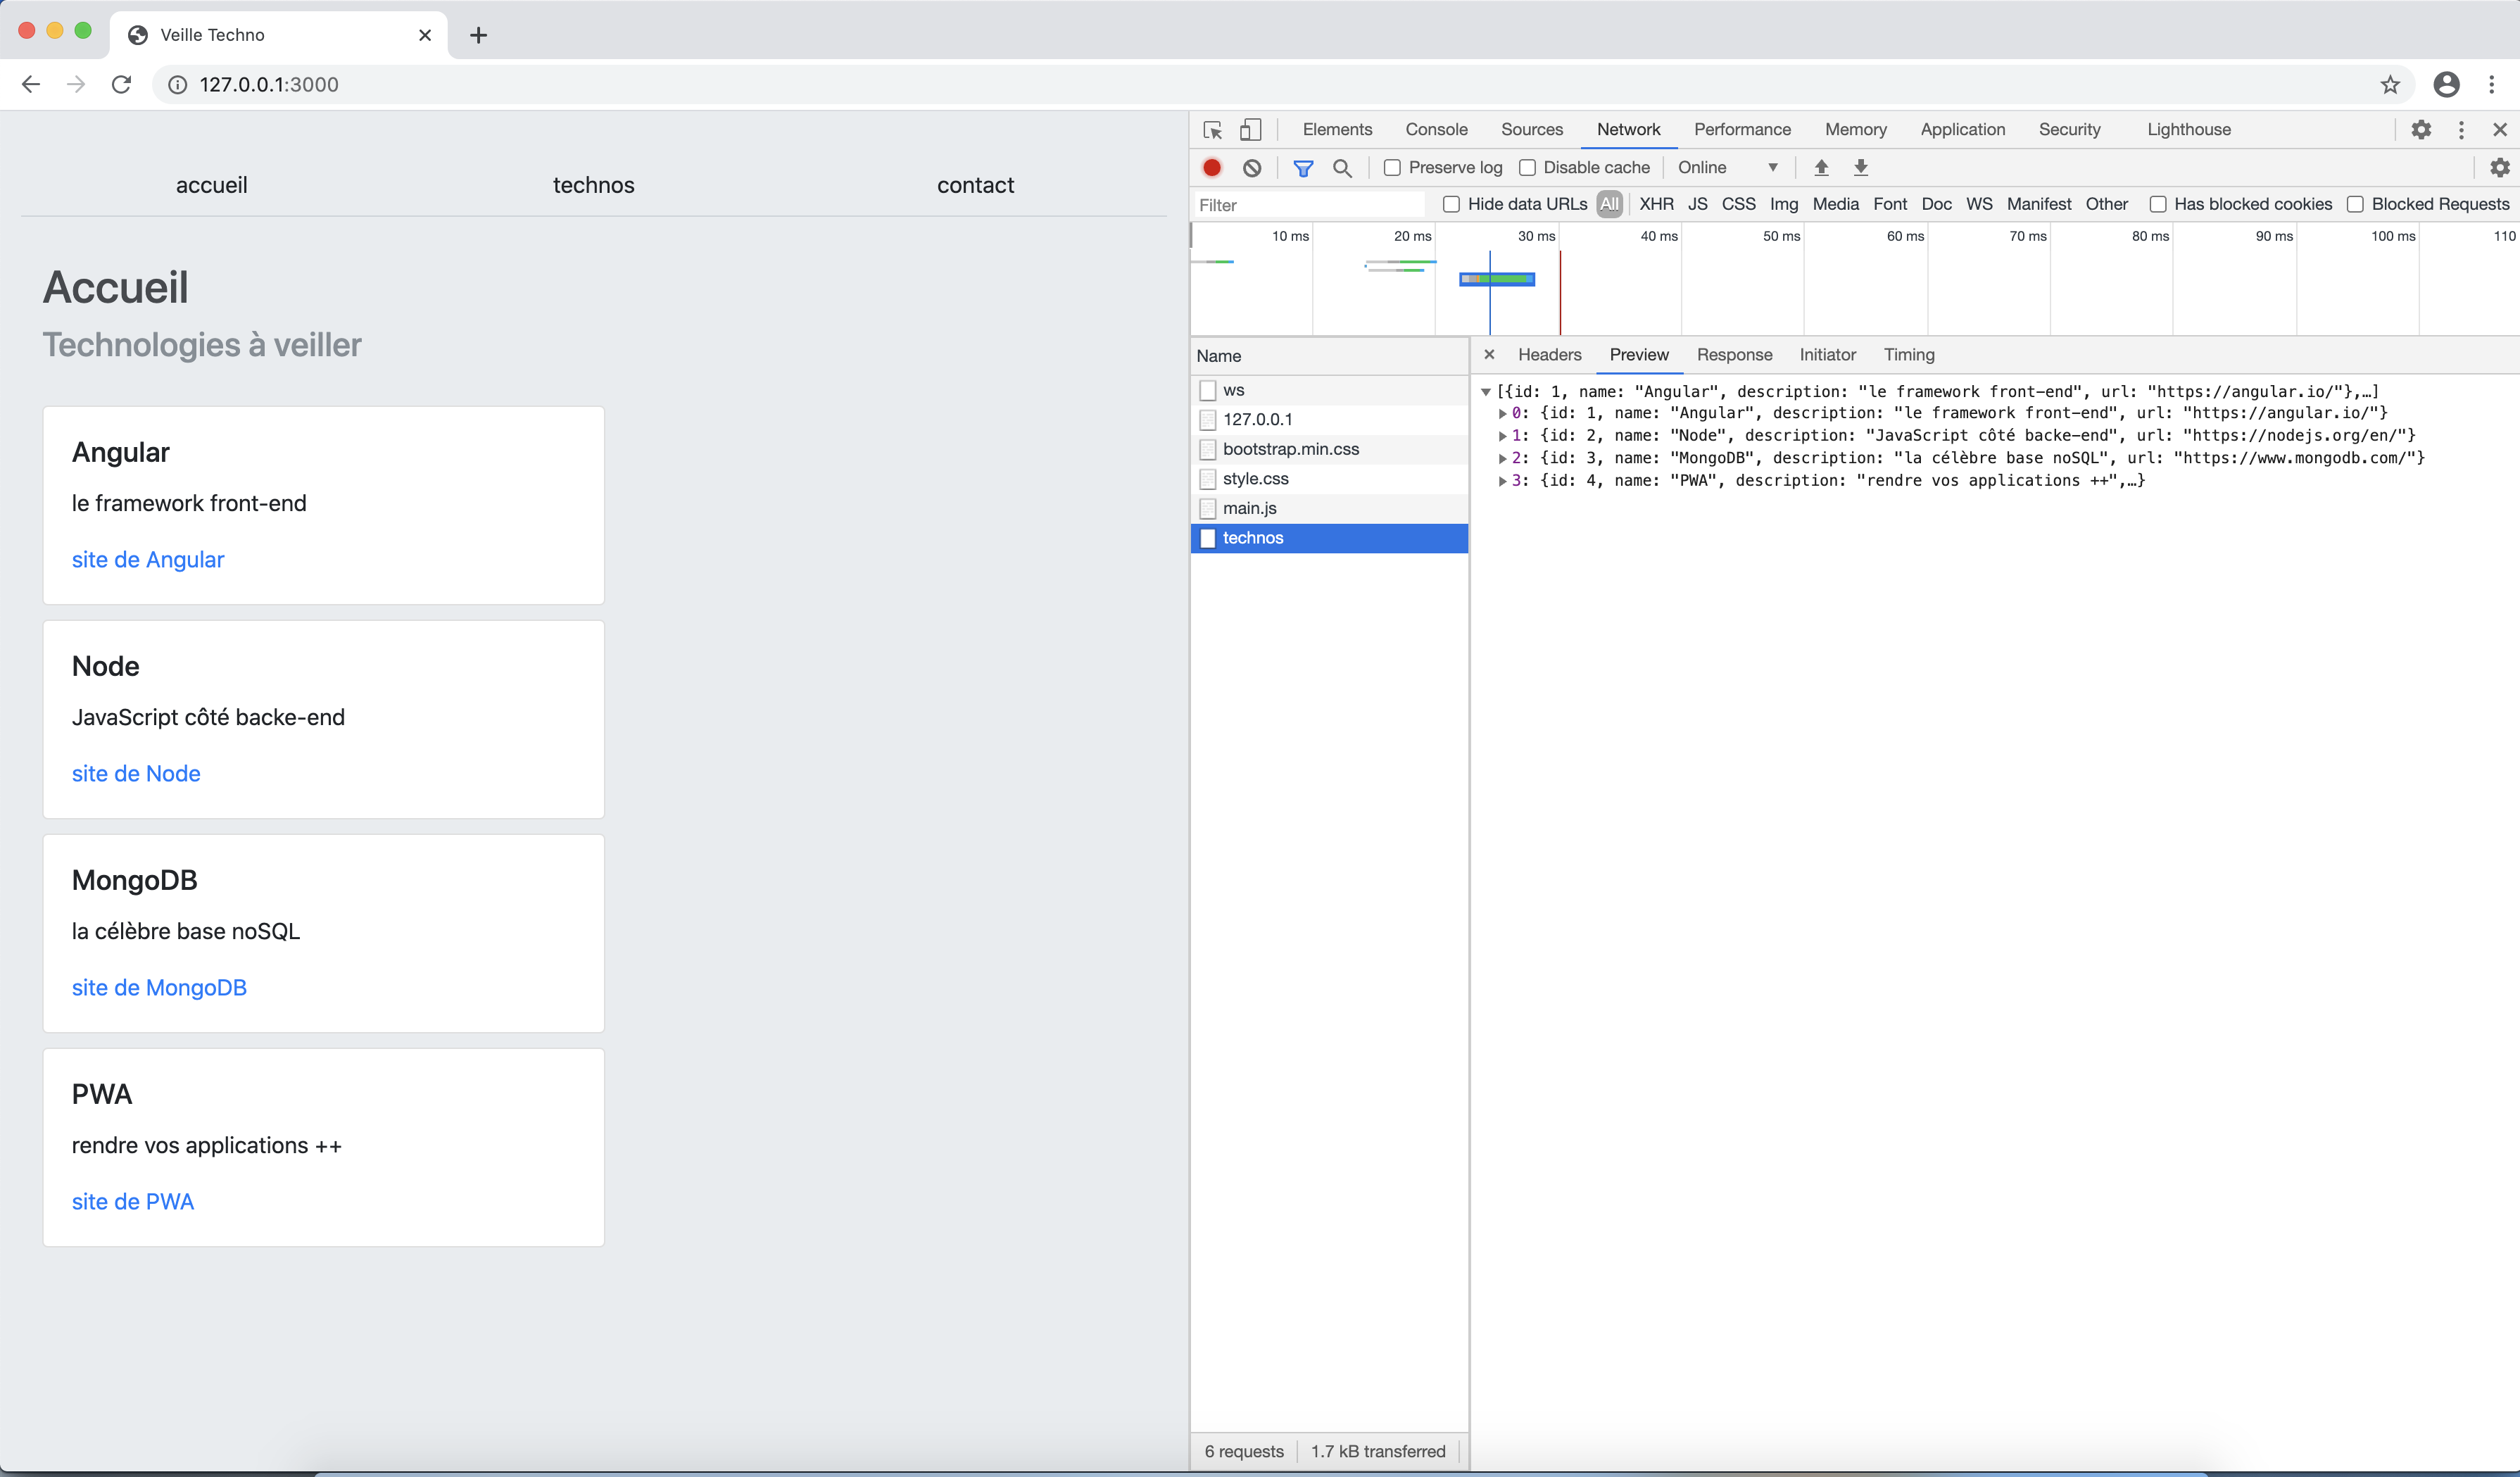 Veille Techno
127.0.0.1:3000
accueil technos contact
Accueil
Technologies à veiller
Angular
le framework front-end
site de Angular
Node
JavaScript côté backe-end
site de Node
MongoDB
la célèbre base noSQL
site de MongoDB
PWA
rendre vos applications ++
site de PWA
Elements Console Sources Network Performance Memory Application Security Lighthouse
Preserve log Disable cache Online
Filter Hide data URLs All XHR JS CSS Img Media Font Doc WS Manifest Other Has blocked cookies Blocked Requests
10 ms 20 ms 30 ms 40 ms 50 ms 60 ms 70 ms 80 ms 90 ms 100 ms 110
Name
ws
127.0.0.1
bootstrap.min.css
style.css
main.js
technos
6 requests 1.7 kB transferred
Headers Preview Response Initiator Timing
[{id: 1, name: "Angular", description: "le framework front-end", url: "https://angular.io/"},…]
0: {id: 1, name: "Angular", description: "le framework front-end", url: "https://angular.io/"}
1: {id: 2, name: "Node", description: "JavaScript côté backe-end", url: "https://nodejs.org/en/"}
2: {id: 3, name: "MongoDB", description: "la célèbre base noSQL", url: "https://www.mongodb.com/"}
3: {id: 4, name: "PWA", description: "rendre vos applications ++",…}